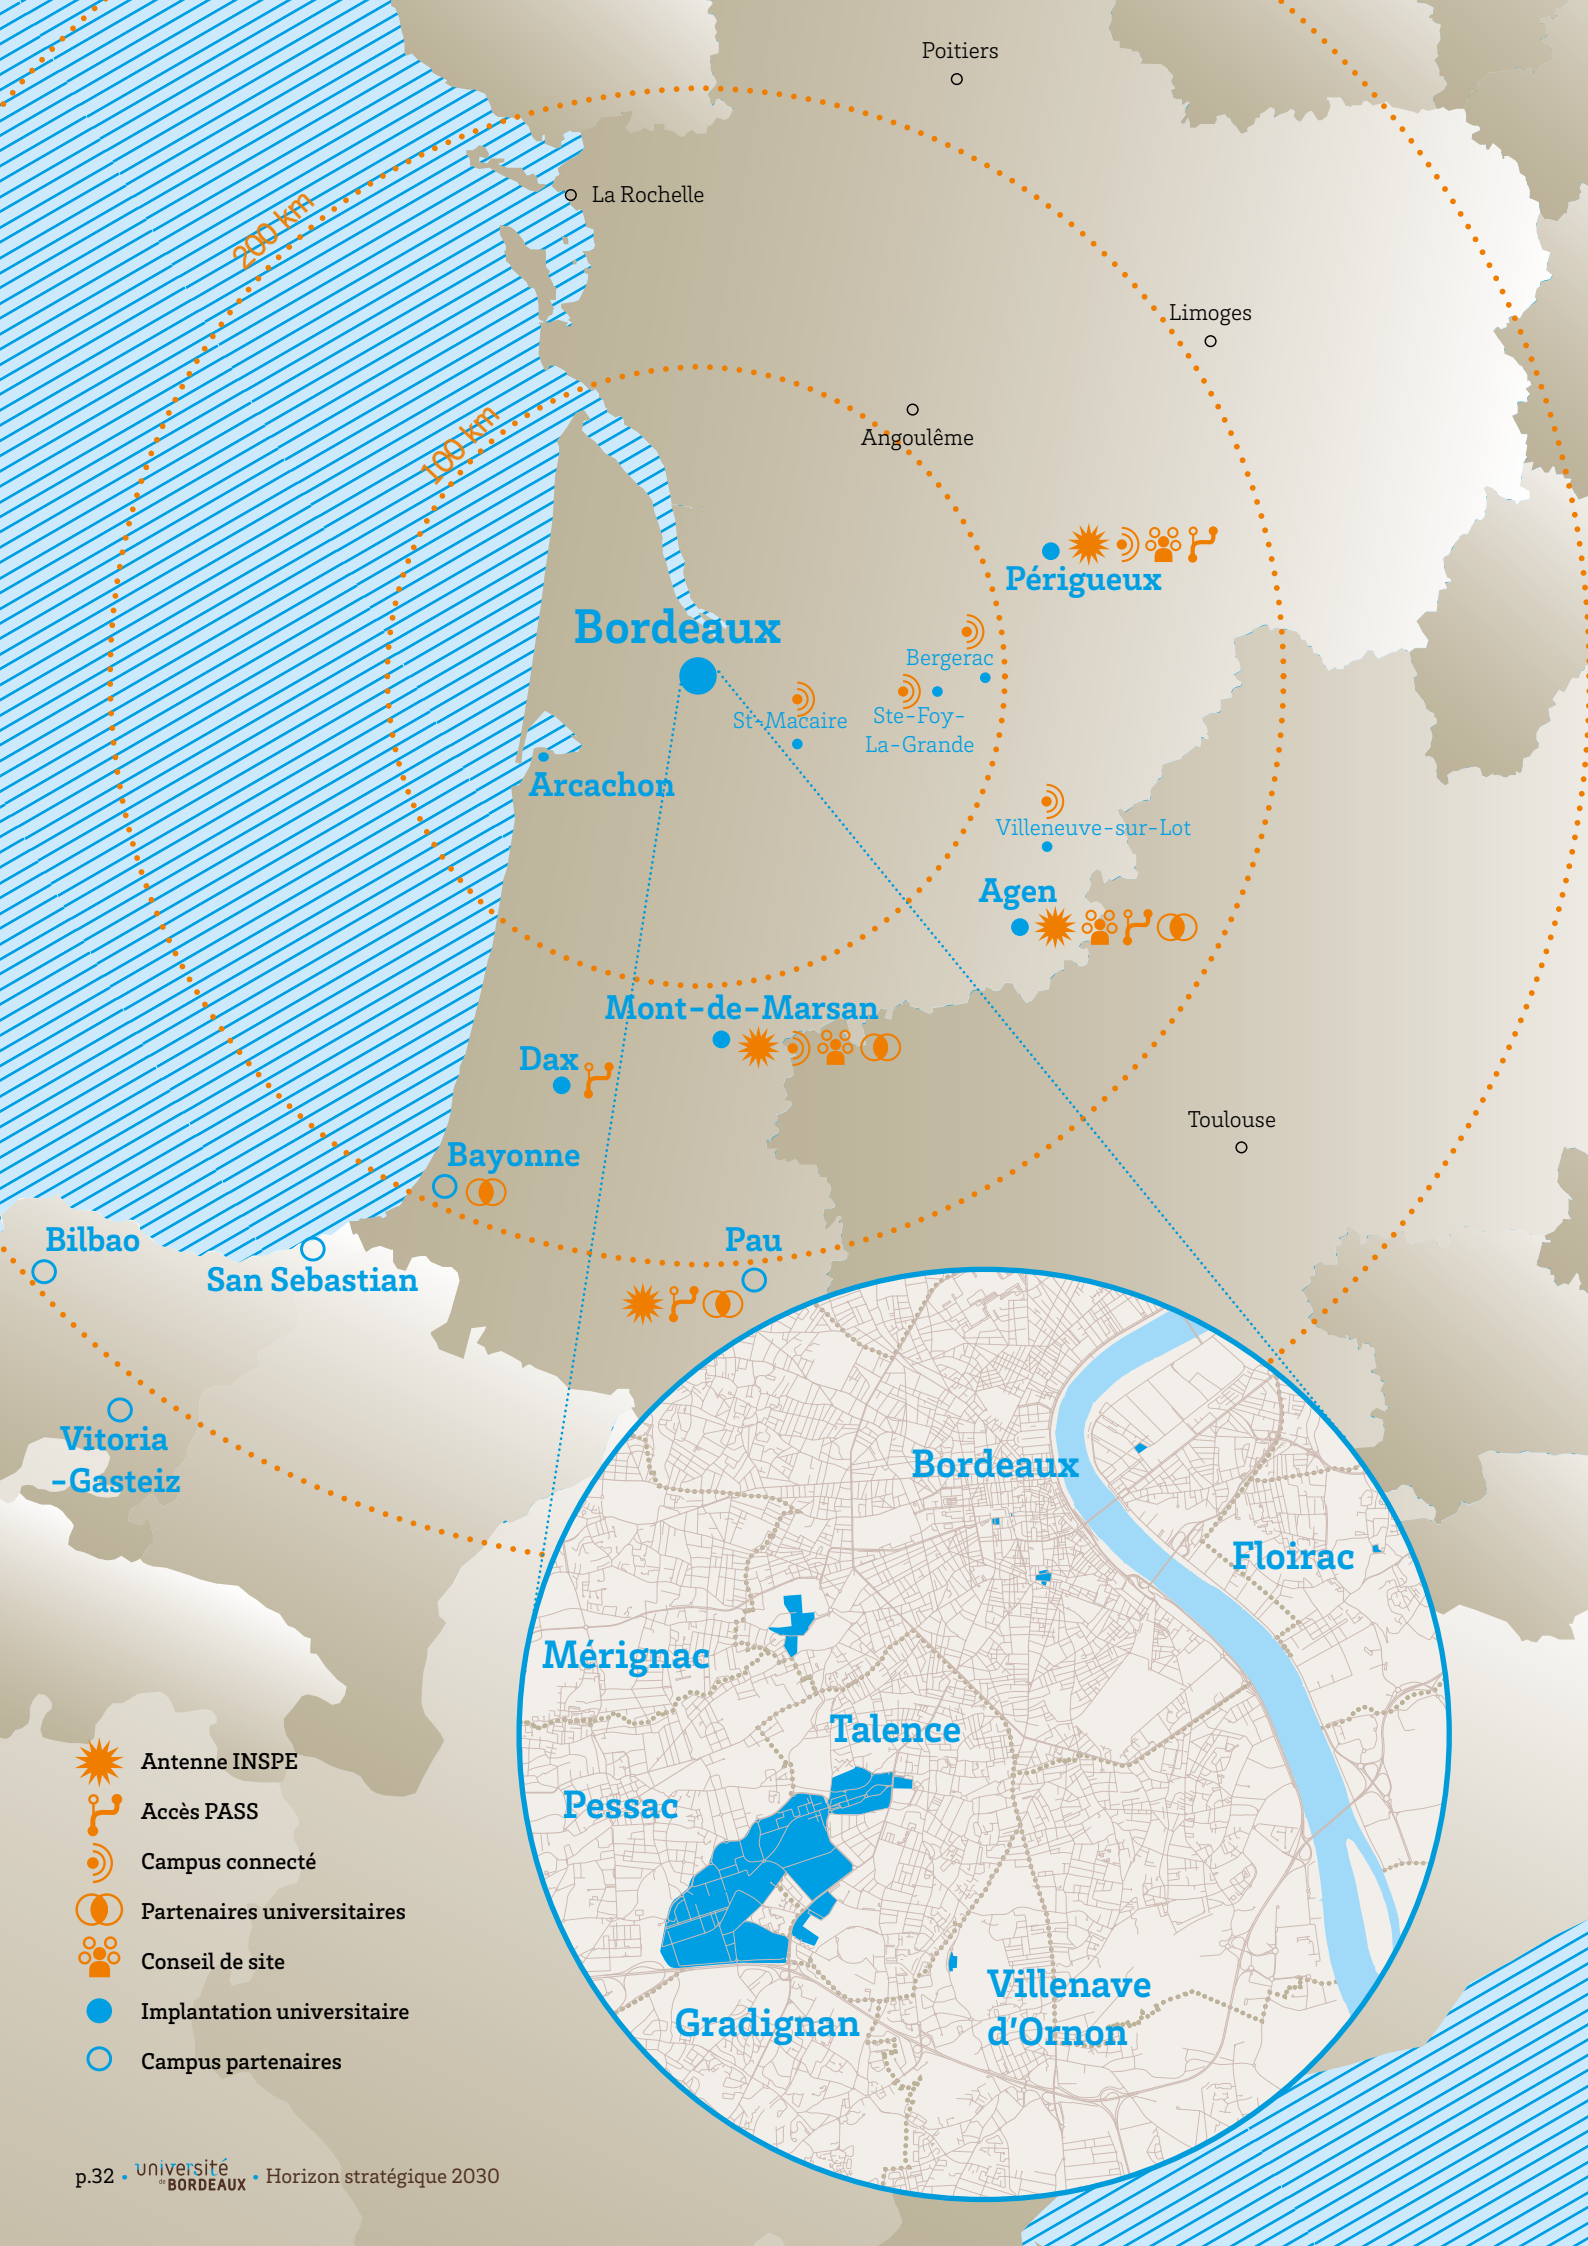 Poitiers
La Rochelle
200 km
Limoges
100 km
Angoulême
Périgueux
Bordeaux
Bergerac
St-Macaire
Ste-Foy-
La-Grande
Arcachon
Villeneuve-sur-Lot
Agen
Mont-de-Marsan
Dax
Toulouse
Bayonne
Bilbao
San Sebastian
Pau
Vitoria
-Gasteiz
Bordeaux
Floirac
Mérignac
Talence
Pessac
Villenave
d'Ornon
Gradignan
Antenne INSPE
Accès PASS
Campus connecté
Partenaires universitaires
Conseil de site
Implantation universitaire
Campus partenaires
p.32 • université de BORDEAUX • Horizon stratégique 2030